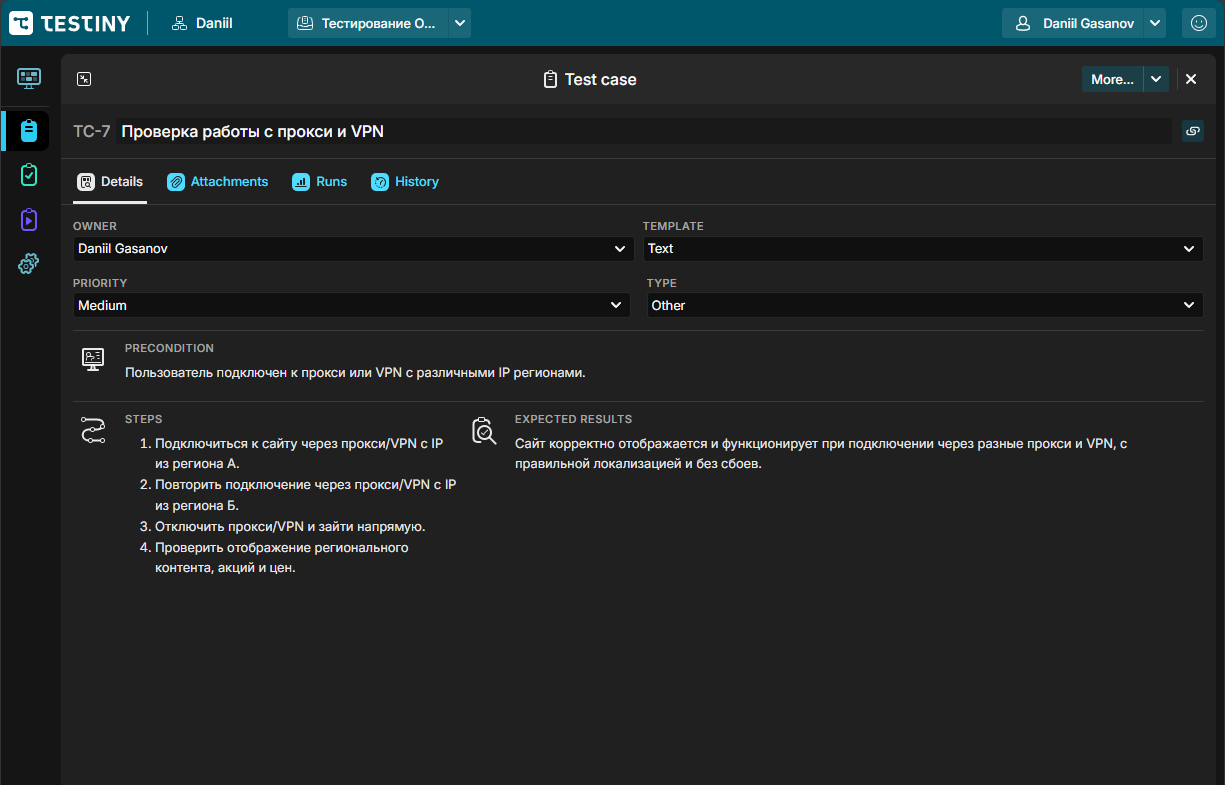 TESTINY
Daniil
Тестирование О...
Daniil Gasanov
Test case
More...
TC-7 Проверка работы с прокси и VPN
Details
Attachments
Runs
History
OWNER
TEMPLATE
Daniil Gasanov
Text
PRIORITY
TYPE
Medium
Other
PRECONDITION
Пользователь подключен к прокси или VPN с различными IP регионами.
STEPS
1. Подключиться к сайту через прокси/VPN с IP
из региона А.
2. Повторить подключение через прокси/VPN с IP
из региона Б.
3. Отключить прокси/VPN и зайти напрямую.
4. Проверить отображение регионального
контента, акций и цен.
EXPECTED RESULTS
Сайт корректно отображается и функционирует при подключении через разные прокси и VPN, с
правильной локализацией и без сбоев.